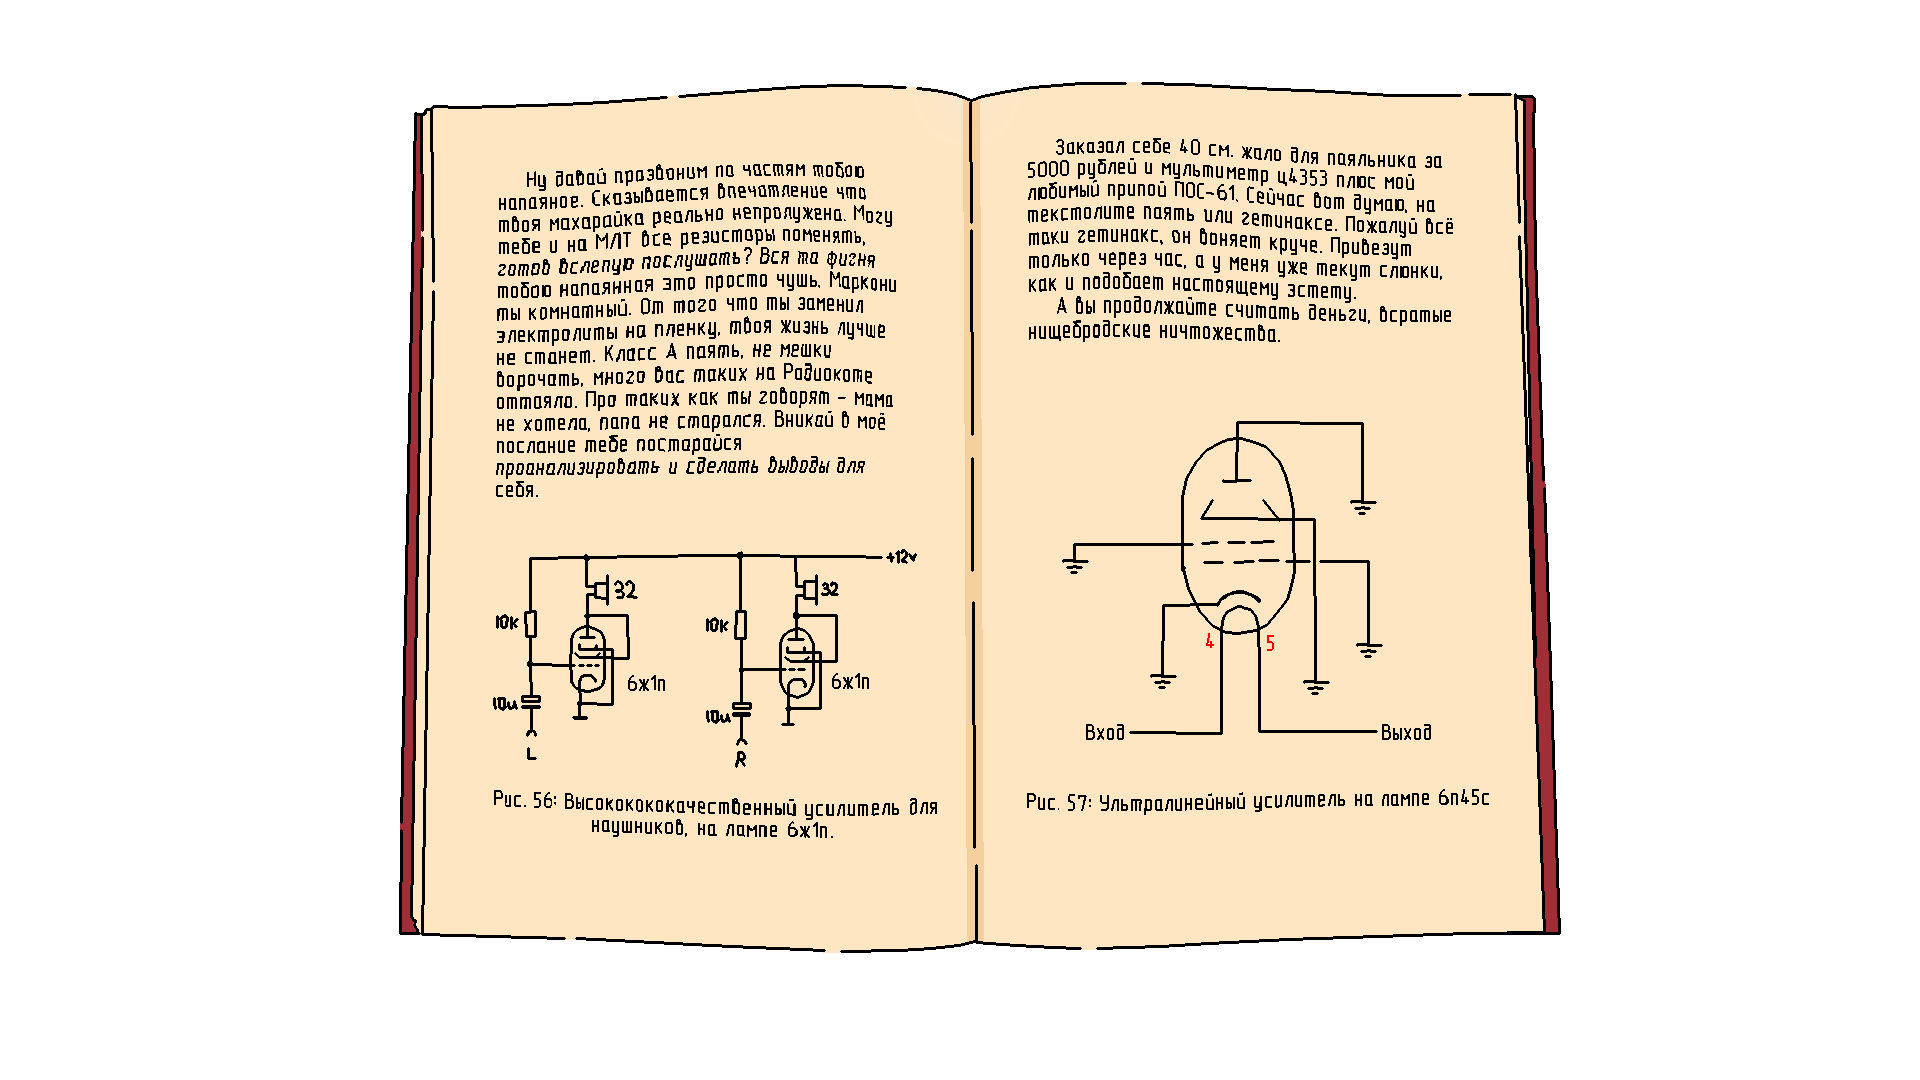 Ну давай прозвоним по частям тобою
напаяное. Сказывается впечатление что
твоя махарайка реально непролужена. Могу
тебе и на МЛТ все резисторы поменять,
готов вслепую послушать? Вся та фигня
тобою напаянная это просто чушь. Маркони
ты комнатный. От того что ты заменил
электролиты на пленку, твоя жизнь лучше
не станет. Класс А паять, не мешки
ворочать, много вас таких на Радиокоте
оттаяло. Про таких как ты говорят - мама
не хотела, папа не старался. Вникай в моё
послание тебе постарайся
проанализировать и сделать выводы для
себя.
+12v
32
32
10к
10к
6ж1п
6ж1п
10u
10u
L
R
Рис. 56: Высококококачественный усилитель для
наушников, на лампе 6ж1п.
Заказал себе 40 см. жало для паяльника за
5000 рублей и мультиметр ц4353 плюс мой
любимый припой ПОС-61. Сейчас вот думаю, на
текстолите паять или гетинаксе. Пожалуй всё
таки гетинакс, он воняет круче. Привезут
только через час, а у меня уже текут слюнки,
как и подобает настоящему эстету.
А вы продолжайте считать деньги, всратые
нищебродские ничтожества.
4
5
Вход
Выход
Рис. 57: Ультралинейный усилитель на лампе 6п45с